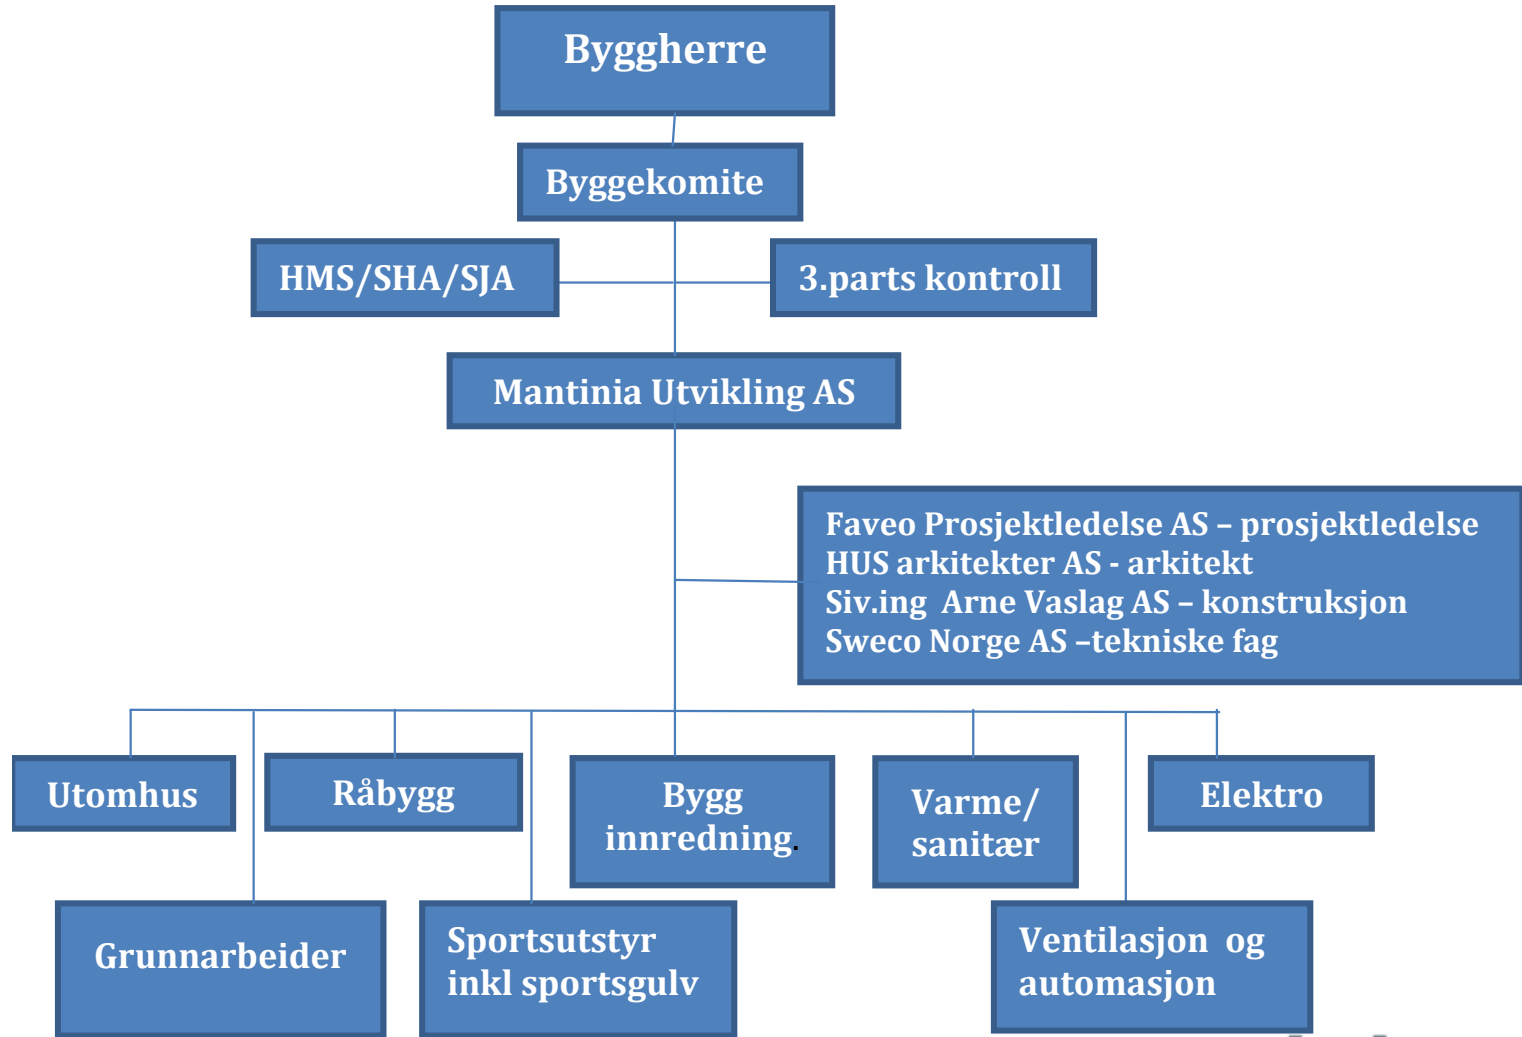 Byggherre
Byggekomite
HMS/SHA/SJA
3.parts kontroll
Mantinia Utvikling AS
Faveo Prosjektledelse AS – prosjektledelse
HUS arkitekter AS - arkitekt
Siv.ing Arne Vaslag AS – konstruksjon
Sweco Norge AS –tekniske fag
Utomhus
Råbygg
Bygg
innredning.
Varme/
sanitær
Elektro
Grunnarbeider
Sportsutstyr
inkl sportsgulv
Ventilasjon og
automasjon